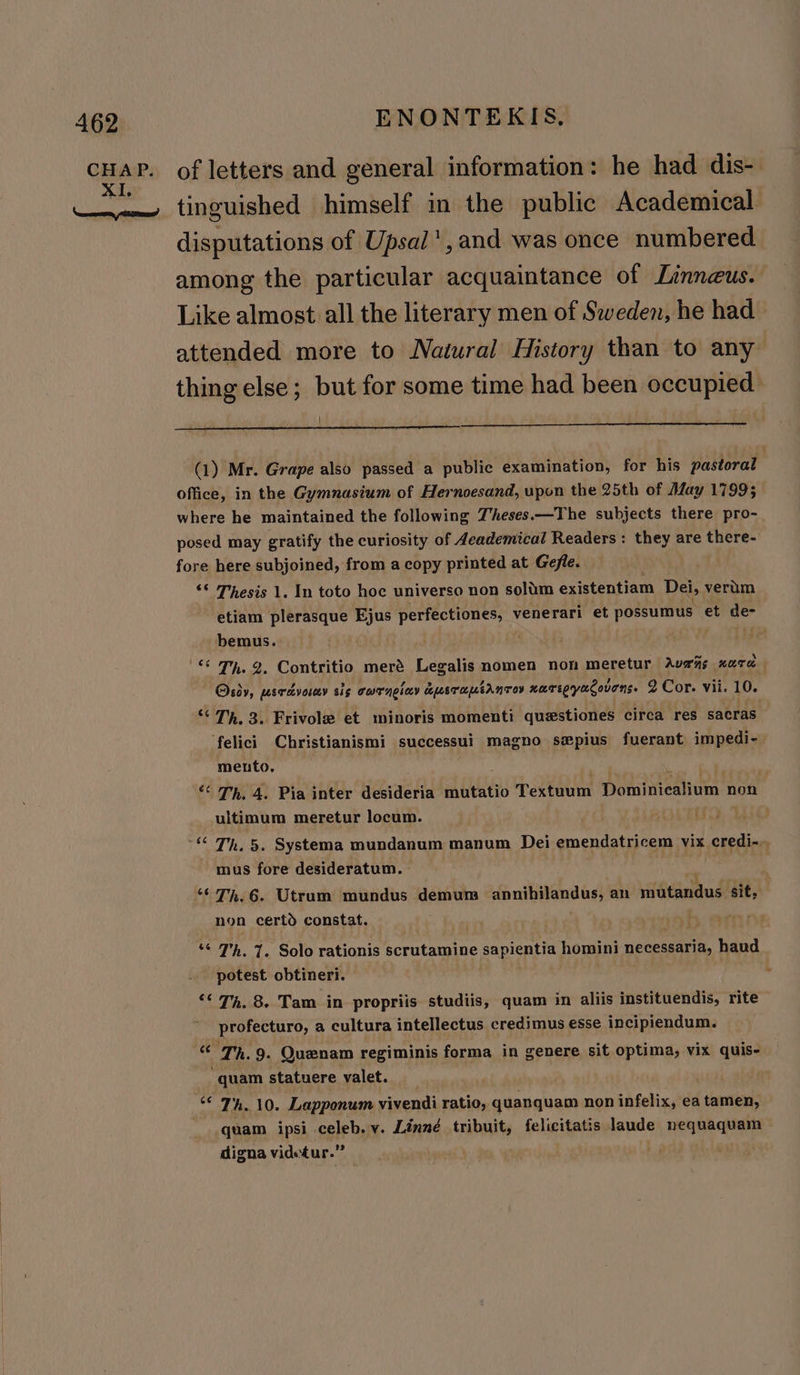 462
ENONTEKIS.
CHAP.
XI.
of letters and general information: he had dis-
tinguished himself in the public Academical
disputations of Upsal¹, and was once numbered
among the particular acquaintance of Linnæus.
Like almost all the literary men of Sweden, he had
attended more to Natural History than to any
thing else; but for some time had been occupied
(1) Mr. Grape also passed a public examination, for his pastoral
office, in the Gymnasium of Hernoesand, upon the 25th of May 1799;
where he maintained the following Theses.—The subjects there pro-
posed may gratify the curiosity of Academical Readers: they are there-
fore here subjoined, from a copy printed at Gefle.
“ Thesis 1. In toto hoc universo non solùm existentiam Dei, verùm
etiam plerasque Ejus perfectiones, venerari et possumus et de-
bemus.
“ Th. 2. Contritio merè Legalis nomen non meretur λυπῆς κατὰ
Θεὸν, μετάνοιαν εἰς σωτηρίαν ἀμεταμέλητον κατεργαζούσης. 2 Cor. vii. 10.
“ Th. 3. Frivolæ et minoris momenti quæstiones circa res sacras
felici Christianismi successui magno sæpius fuerant impedi-
mento.
“ Th. 4. Pia inter desideria mutatio Textuum Dominicalium non
ultimum meretur locum.
“ Th. 5. Systema mundanum manum Dei emendatricem vix credi-
mus fore desideratum.
“ Th. 6. Utrum mundus demum annihilandus, an mutandus sit,
non certò constat.
“ Th. 7. Solo rationis scrutamine sapientia homini necessaria, haud
potest obtineri.
“ Th. 8. Tam in propriis studiis, quam in aliis instituendis, rite
profecturo, a cultura intellectus credimus esse incipiendum.
“ Th. 9. Quænam regiminis forma in genere sit optima, vix quis-
quam statuere valet.
“ Th. 10. Lapponum vivendi ratio, quanquam non infelix, ea tamen,
quam ipsi celeb. v. Linné tribuit, felicitatis laude nequaquam
digna videtur.”